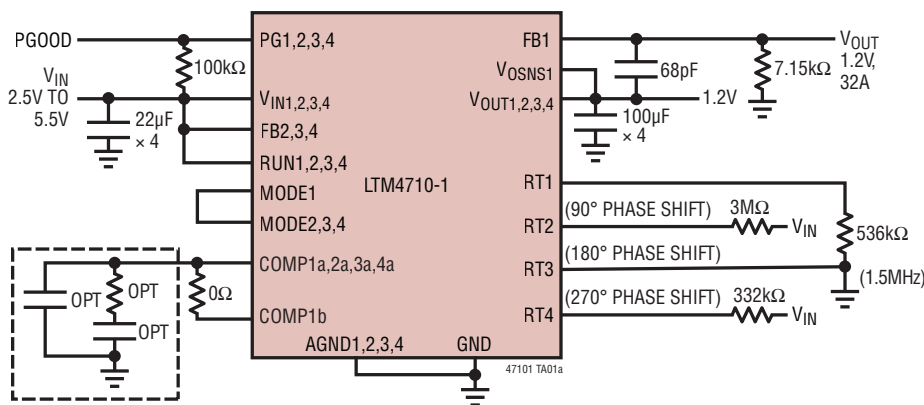 PGOOD
V_IN
2.5V TO
5.5V
100kΩ
22µF
× 4
PG1,2,3,4
V_IN1,2,3,4
FB2,3,4
RUN1,2,3,4
MODE1
MODE2,3,4
COMP1a,2a,3a,4a
COMP1b
0Ω
OPT
OPT
OPT
LTM4710-1
AGND1,2,3,4
GND
FB1
V_OSNS1
V_OUT1,2,3,4
RT1
RT2
RT3
RT4
68pF
7.15kΩ
V_OUT
1.2V,
32A
1.2V
100µF
× 4
(90° PHASE SHIFT)
3MΩ
V_IN
(180° PHASE SHIFT)
536kΩ
(1.5MHz)
(270° PHASE SHIFT)
332kΩ
V_IN
47101 TA01a